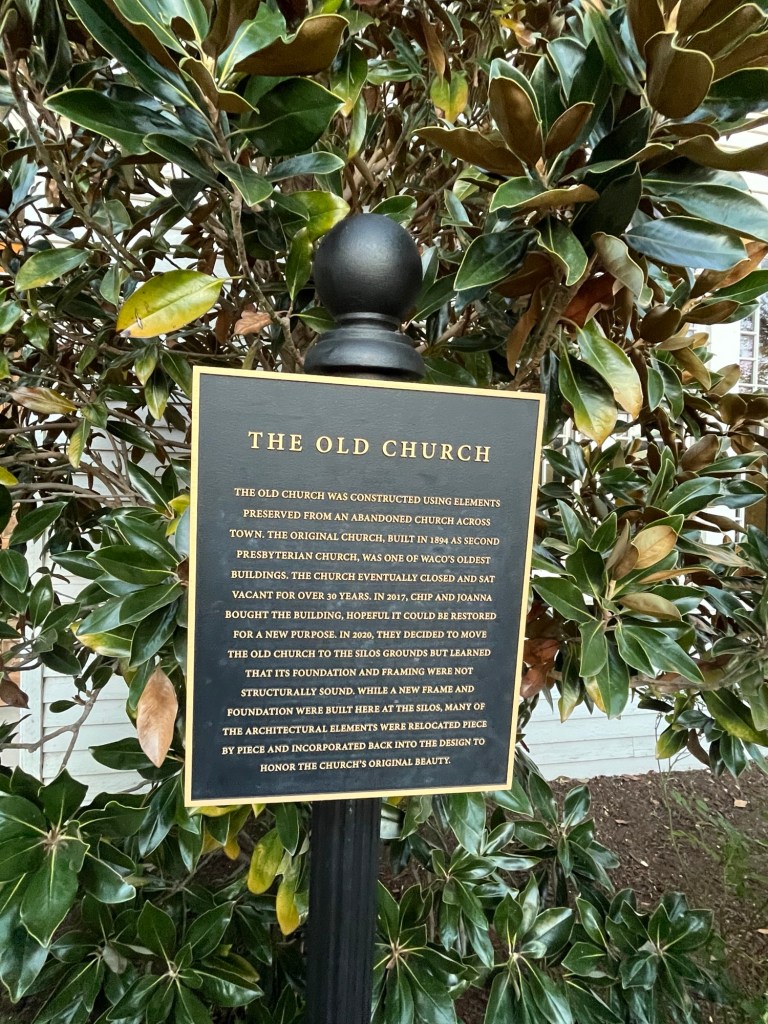 THE OLD CHURCH
THE OLD CHURCH WAS CONSTRUCTED USING ELEMENTS
PRESERVED FROM AN ABANDONED CHURCH ACROSS
TOWN. THE ORIGINAL CHURCH, BUILT IN 1894 AS SECOND
PRESBYTERIAN CHURCH, WAS ONE OF WACO'S OLDEST
BUILDINGS. THE CHURCH EVENTUALLY CLOSED AND SAT
VACANT FOR OVER 30 YEARS. IN 2017, CHIP AND JOANNA
BOUGHT THE BUILDING, HOPEFUL IT COULD BE RESTORED
FOR A NEW PURPOSE. IN 2020, THEY DECIDED TO MOVE
THE OLD CHURCH TO THE SILOS GROUNDS BUT LEARNED
THAT ITS FOUNDATION AND FRAMING WERE NOT
STRUCTURALLY SOUND. WHILE A NEW FRAME AND
FOUNDATION WERE BUILT HERE AT THE SILOS, MANY OF
THE ARCHITECTURAL ELEMENTS WERE RELOCATED PIECE
BY PIECE AND INCORPORATED BACK INTO THE DESIGN TO
HONOR THE CHURCH'S ORIGINAL BEAUTY.